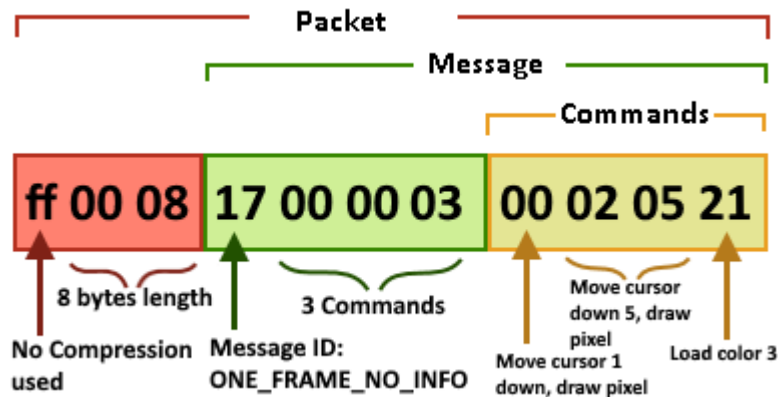 Packet
Message
Commands
ff 00 08 17 00 00 03 00 02 05 21
8 bytes length
3 Commands
Move cursor
down 5, draw
pixel
No Compression
used
Message ID:
ONE_FRAME_NO_INFO
Move cursor 1
down, draw pixel
Load color 3